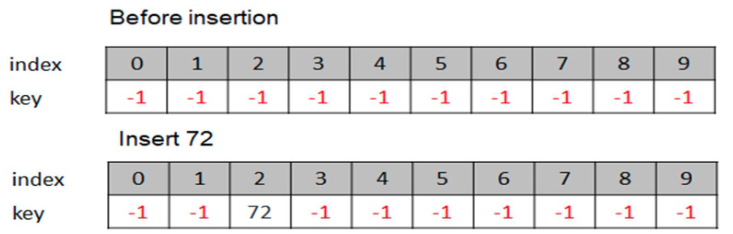 Before insertion
index 0 1 2 3 4 5 6 7 8 9
key -1 -1 -1 -1 -1 -1 -1 -1 -1 -1
Insert 72
index 0 1 2 3 4 5 6 7 8 9
key -1 -1 72 -1 -1 -1 -1 -1 -1 -1